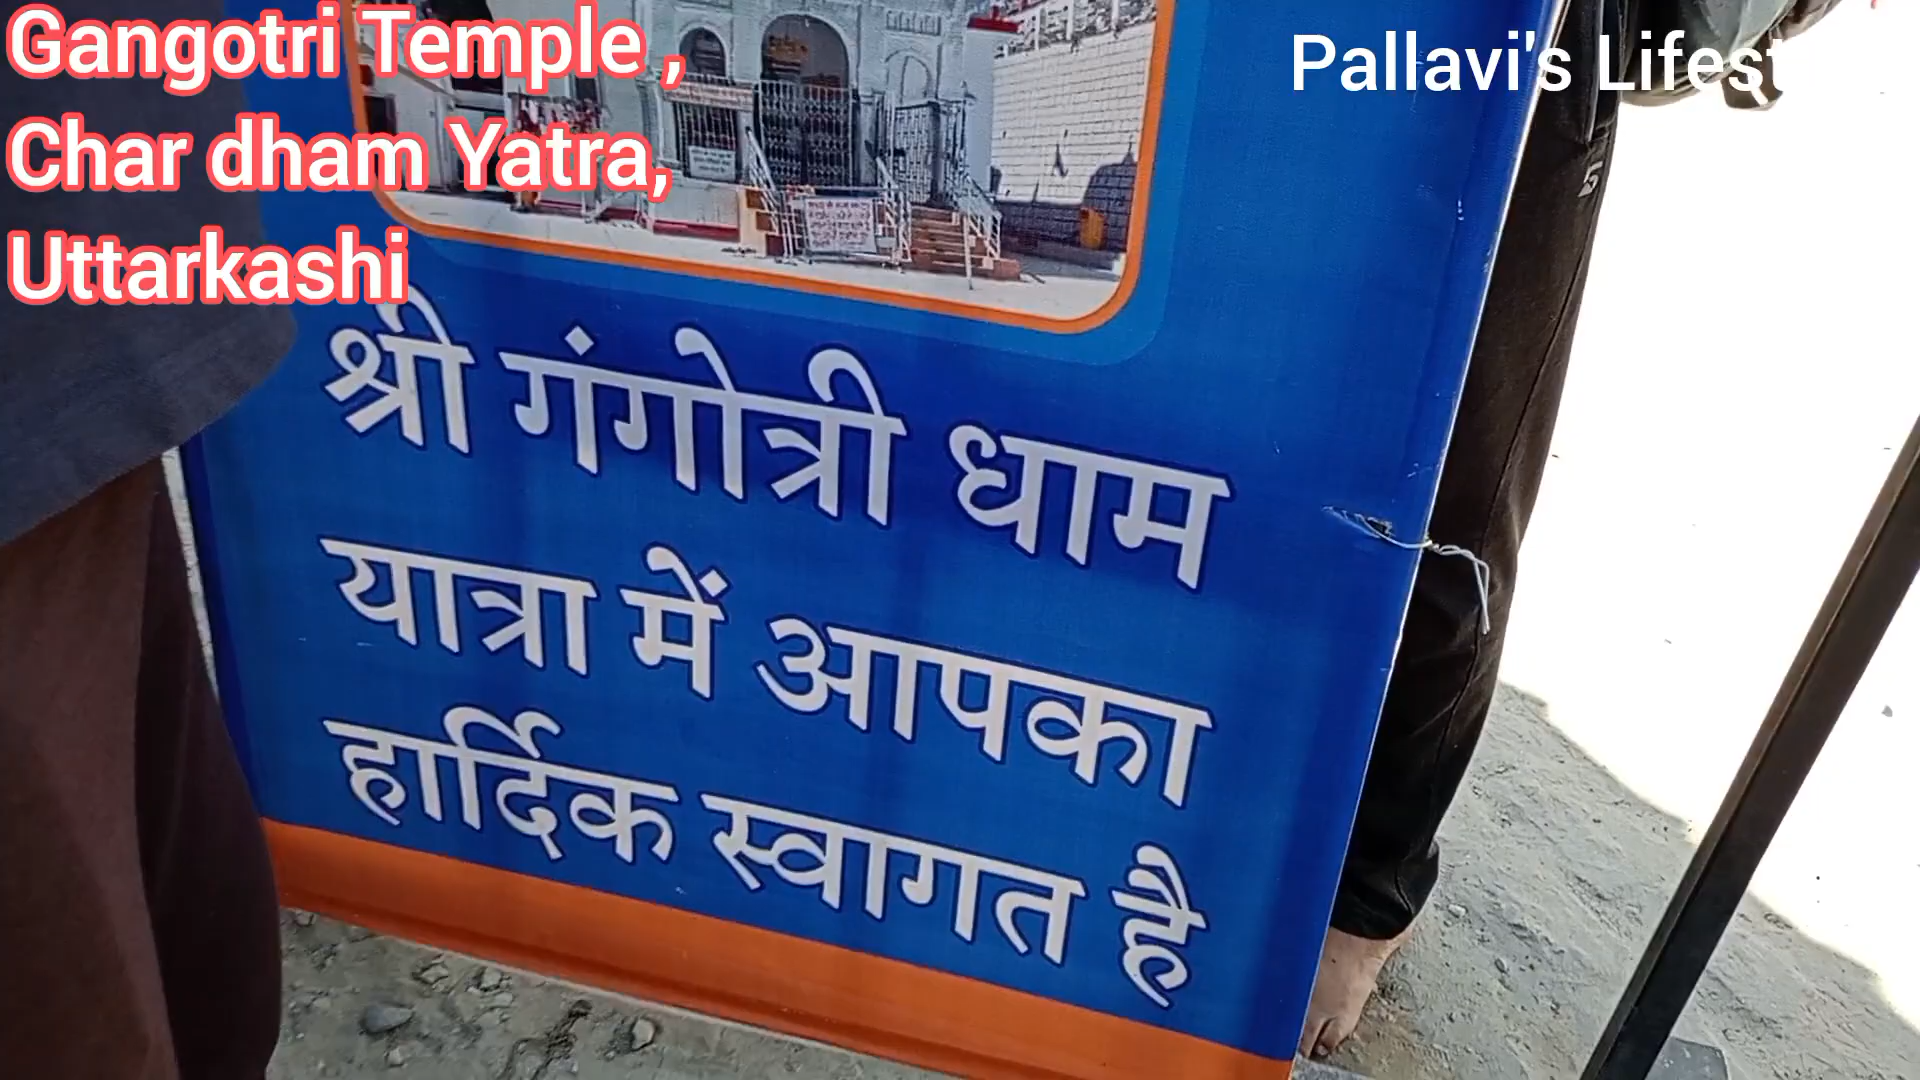 Gangotri Temple ,
Char dham Yatra,
Uttarkashi
Pallavi's Lifest
श्री गंगोत्री धाम
यात्रा में आपका
हार्दिक स्वागत है